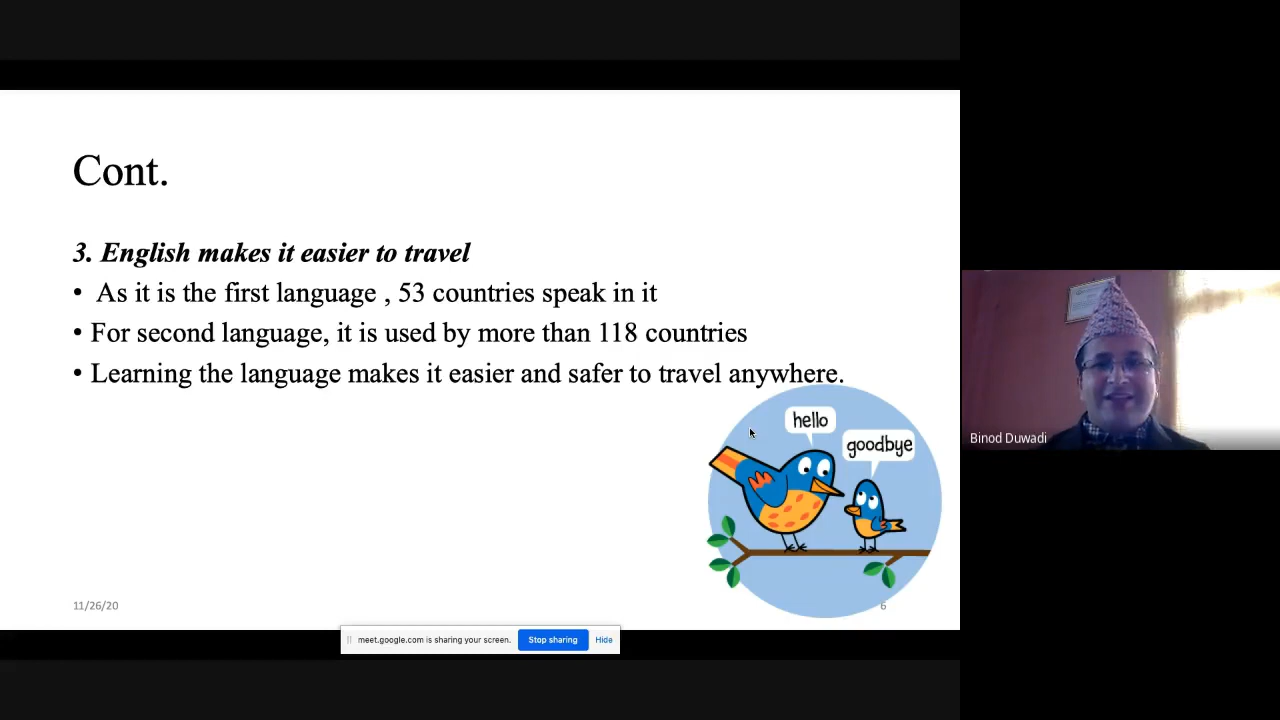 Cont.
3. English makes it easier to travel
• As it is the first language , 53 countries speak in it
• For second language, it is used by more than 118 countries
• Learning the language makes it easier and safer to travel anywhere.
hello
goodbye
11/26/20
6
meet.google.com is sharing your screen.
Stop sharing
Hide
Binod Duwadi